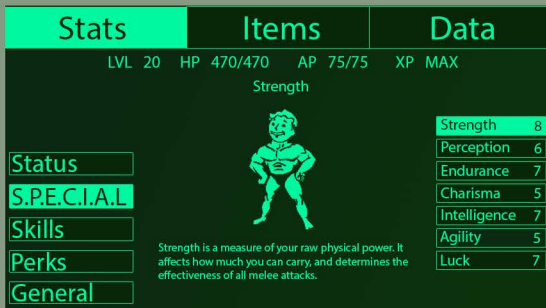 Stats Items Data
LVL 20 HP 470/470 AP 75/75 XP MAX
Strength
Status
S.P.E.C.I.A.L
Skills
Perks
General
Strength is a measure of your raw physical power. It
affects how much you can carry, and determines the
effectiveness of all melee attacks.
Strength 8
Perception 6
Endurance 7
Charisma 5
Intelligence 7
Agility 5
Luck 7